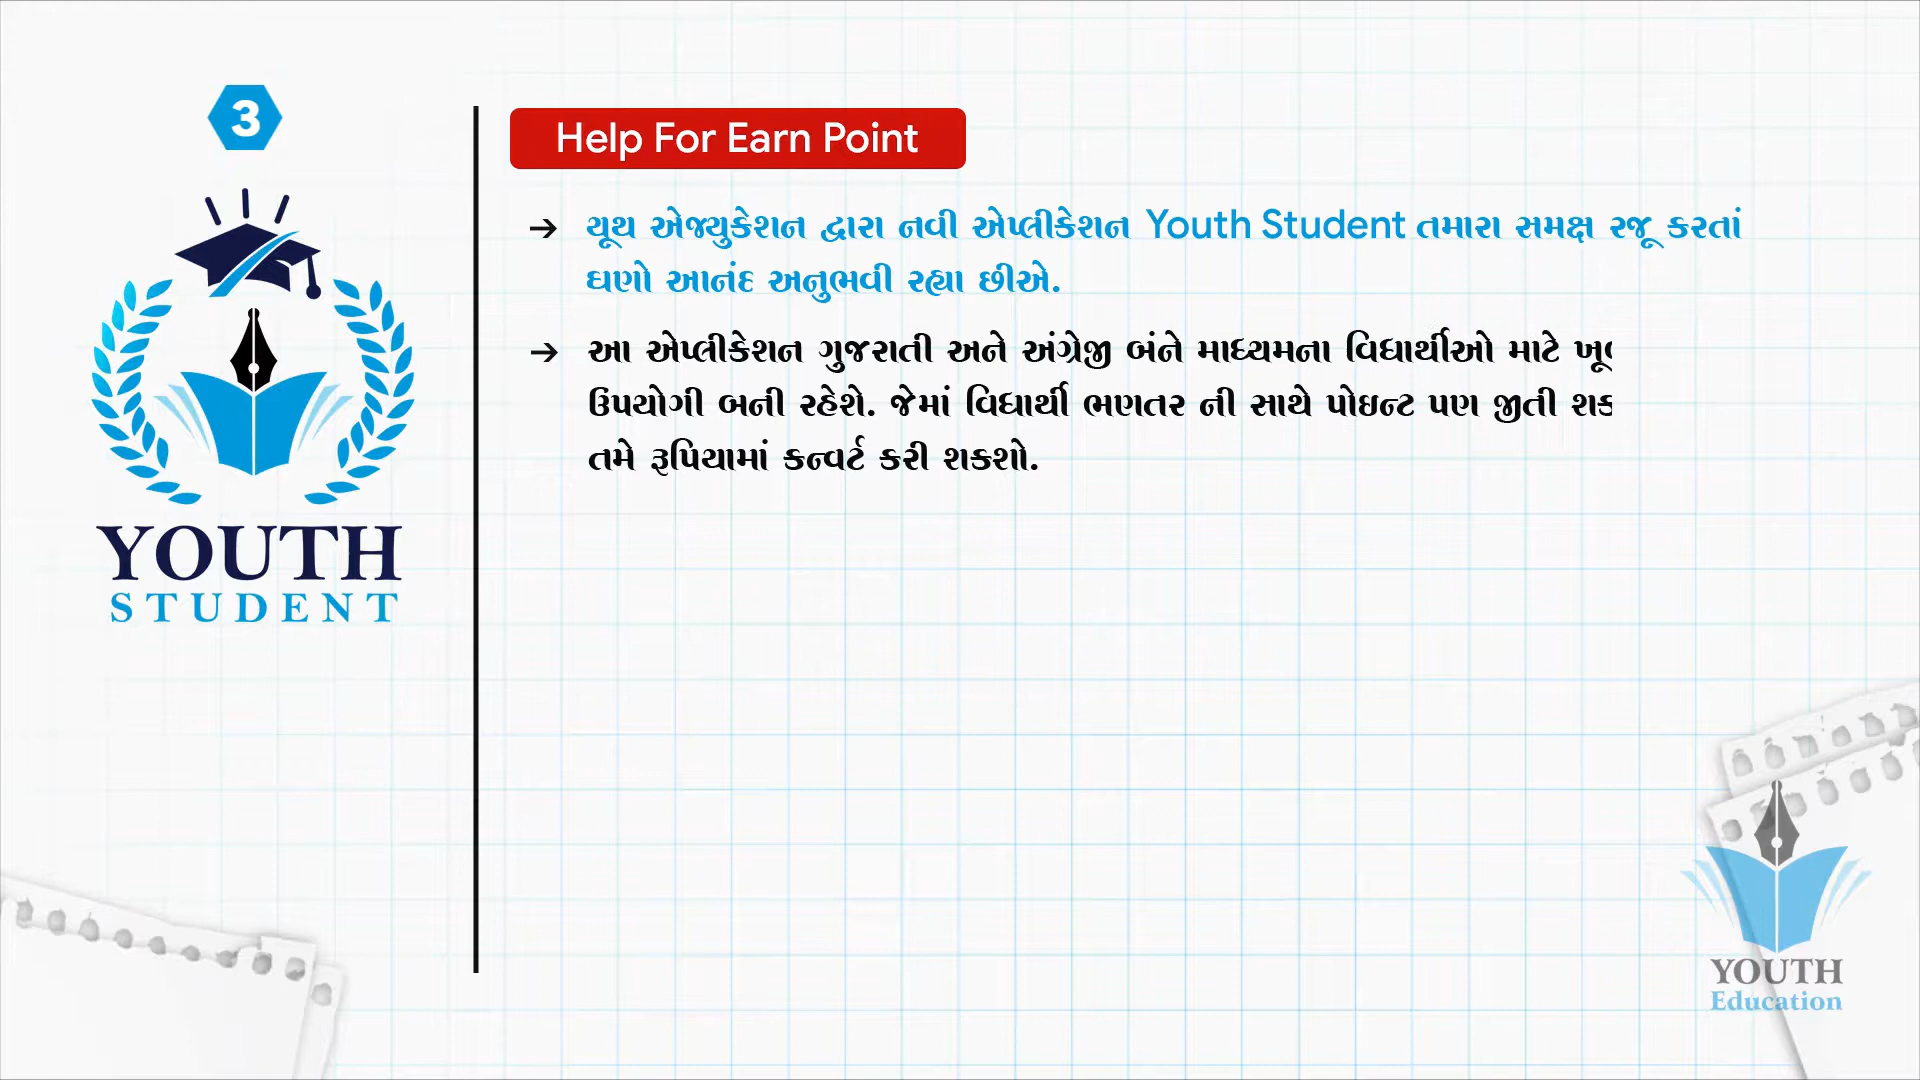 3
YOUTH
STUDENT
Help For Earn Point
→ યૂથ એજ્યુકેશન દ્વારા નવી એપ્લીકેશન Youth Student તમારા સમક્ષ રજૂ કરતાં
ઘણો આનંદ અનુભવી રહ્યા છીએ.
→ આ એપ્લીકેશન ગુજરાતી અને અંગ્રેજી બંને માધ્યમના વિદ્યાર્થીઓ માટે
ઉપયોગી બની રહેશે. જેમાં વિદ્યાર્થી ભણતર ની સાથે પોઇન્ટ પણ જીતી
તમે રૂપિયામાં કન્વર્ટ કરી શકશો.
YOUTH
Education